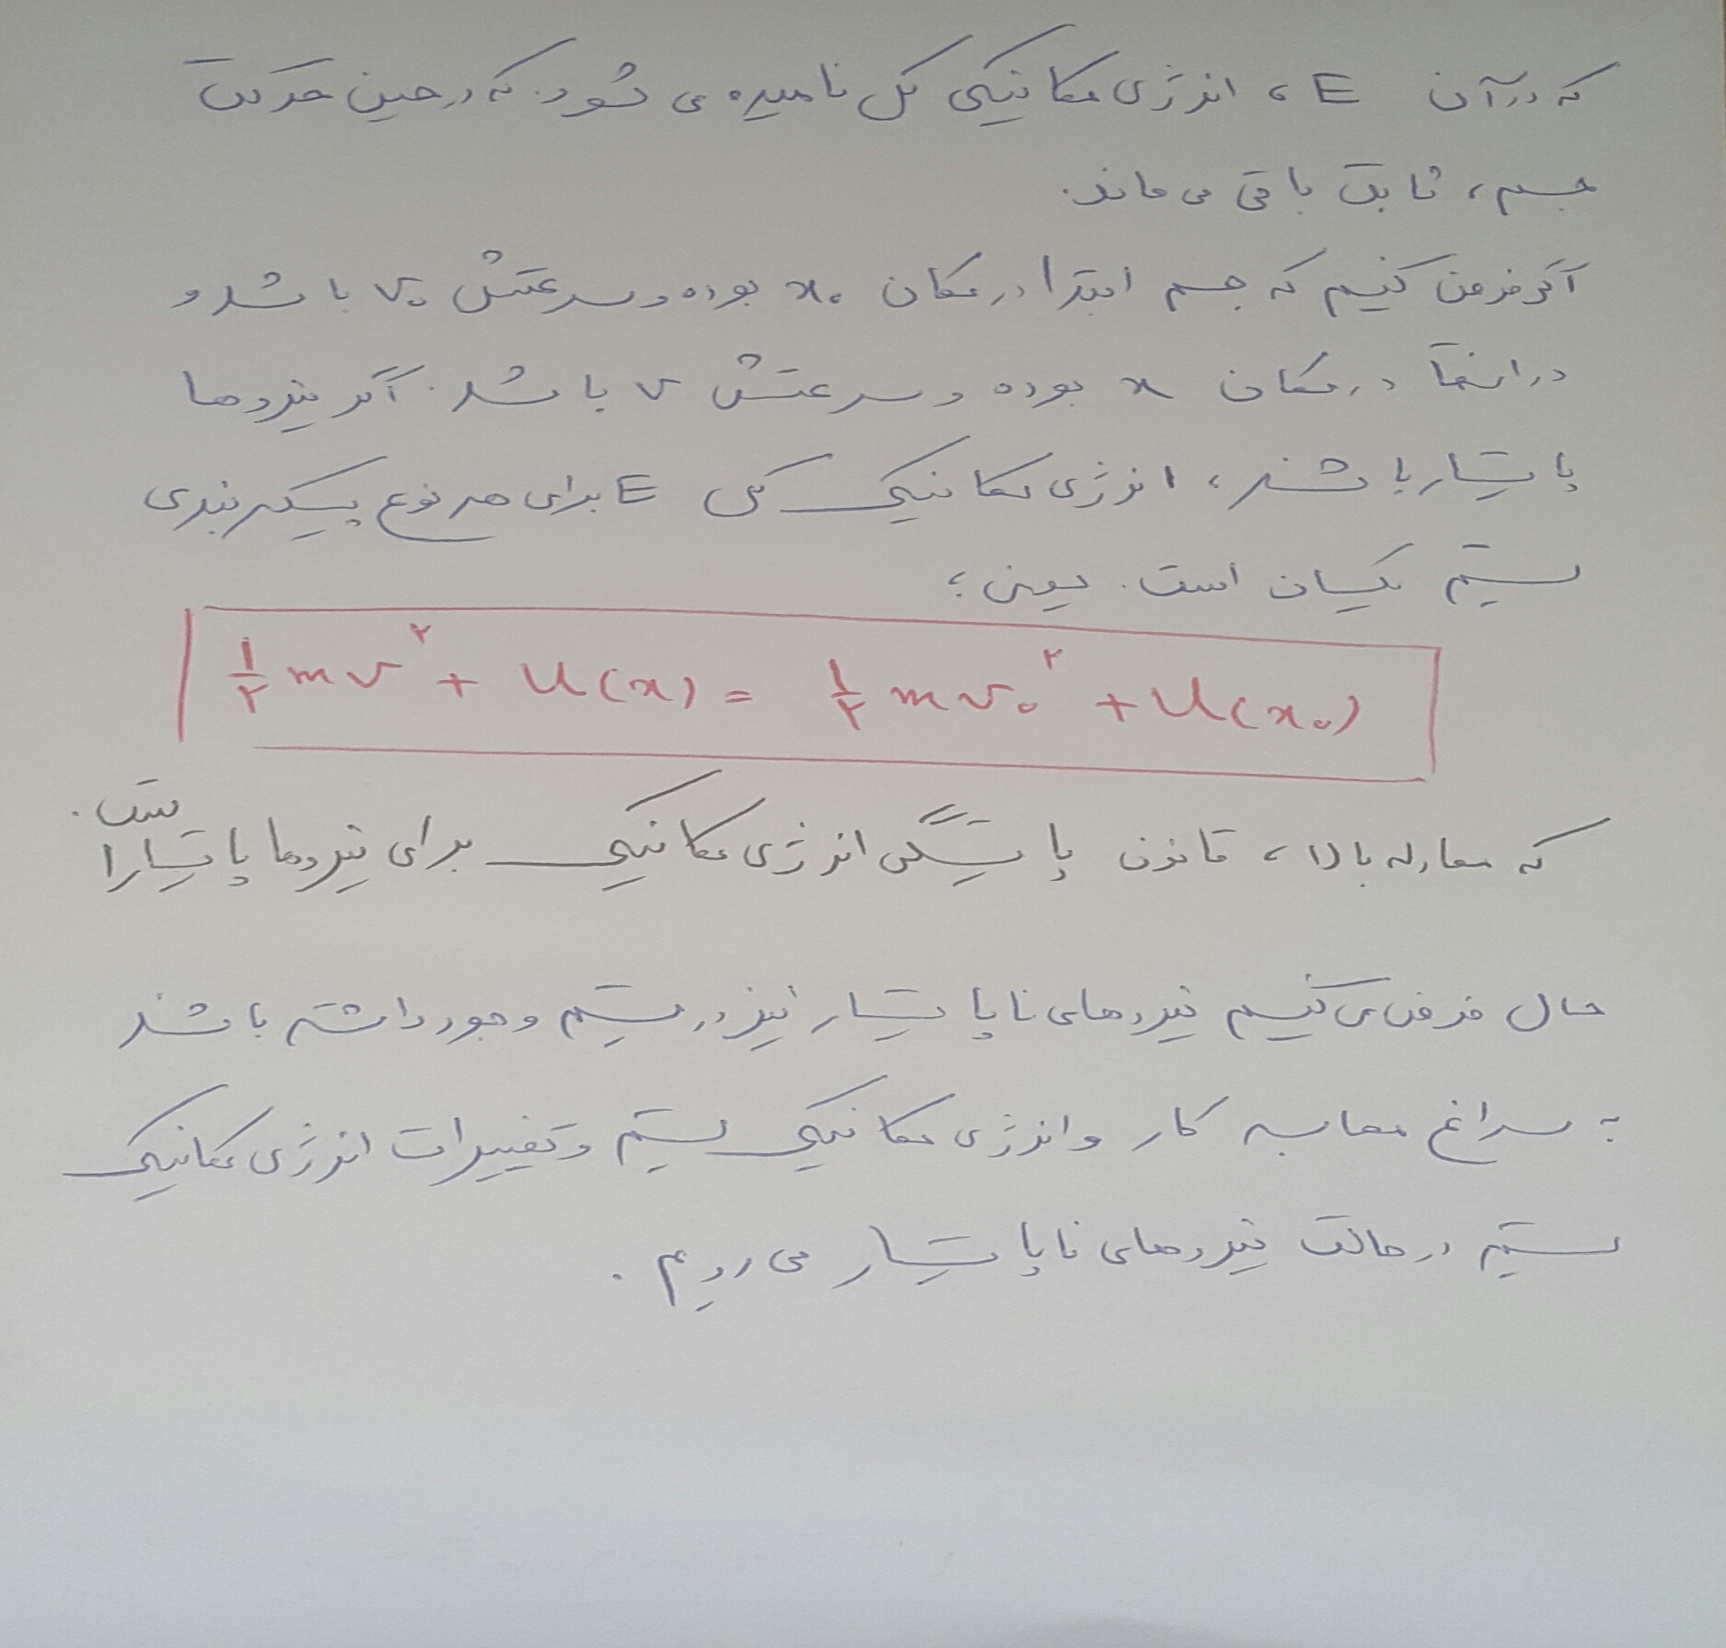 که در آن E، انرژی مکانیکی کل نامیده می شود. که در حین حرکت
جسم، ثابت باقی می ماند.
اگر فرض کنیم که جسم ابتدا در مکان x₀ بوده و سرعتش v₀ باشد و
در انتها در مکان x بوده و سرعتش v باشد. اگر نیروها
پایستار باشند، انرژی مکانیکی کل E برای هر نوع پیکربندی
سیستم یکسان است. یعنی؛
½mv² + U(x) = ½mv₀² + U(x₀)
که معادله بالا، قانون پایستگی انرژی مکانیکی برای نیروها پایستار است.
حال فرض می کنیم نیروهای ناپایستار نیز در سیستم وجود داشته باشند
به سراغ محاسبه کار و انرژی مکانیکی سیستم و تغییرات انرژی مکانیکی
سیستم در حالت نیروهای ناپایستار می رویم.